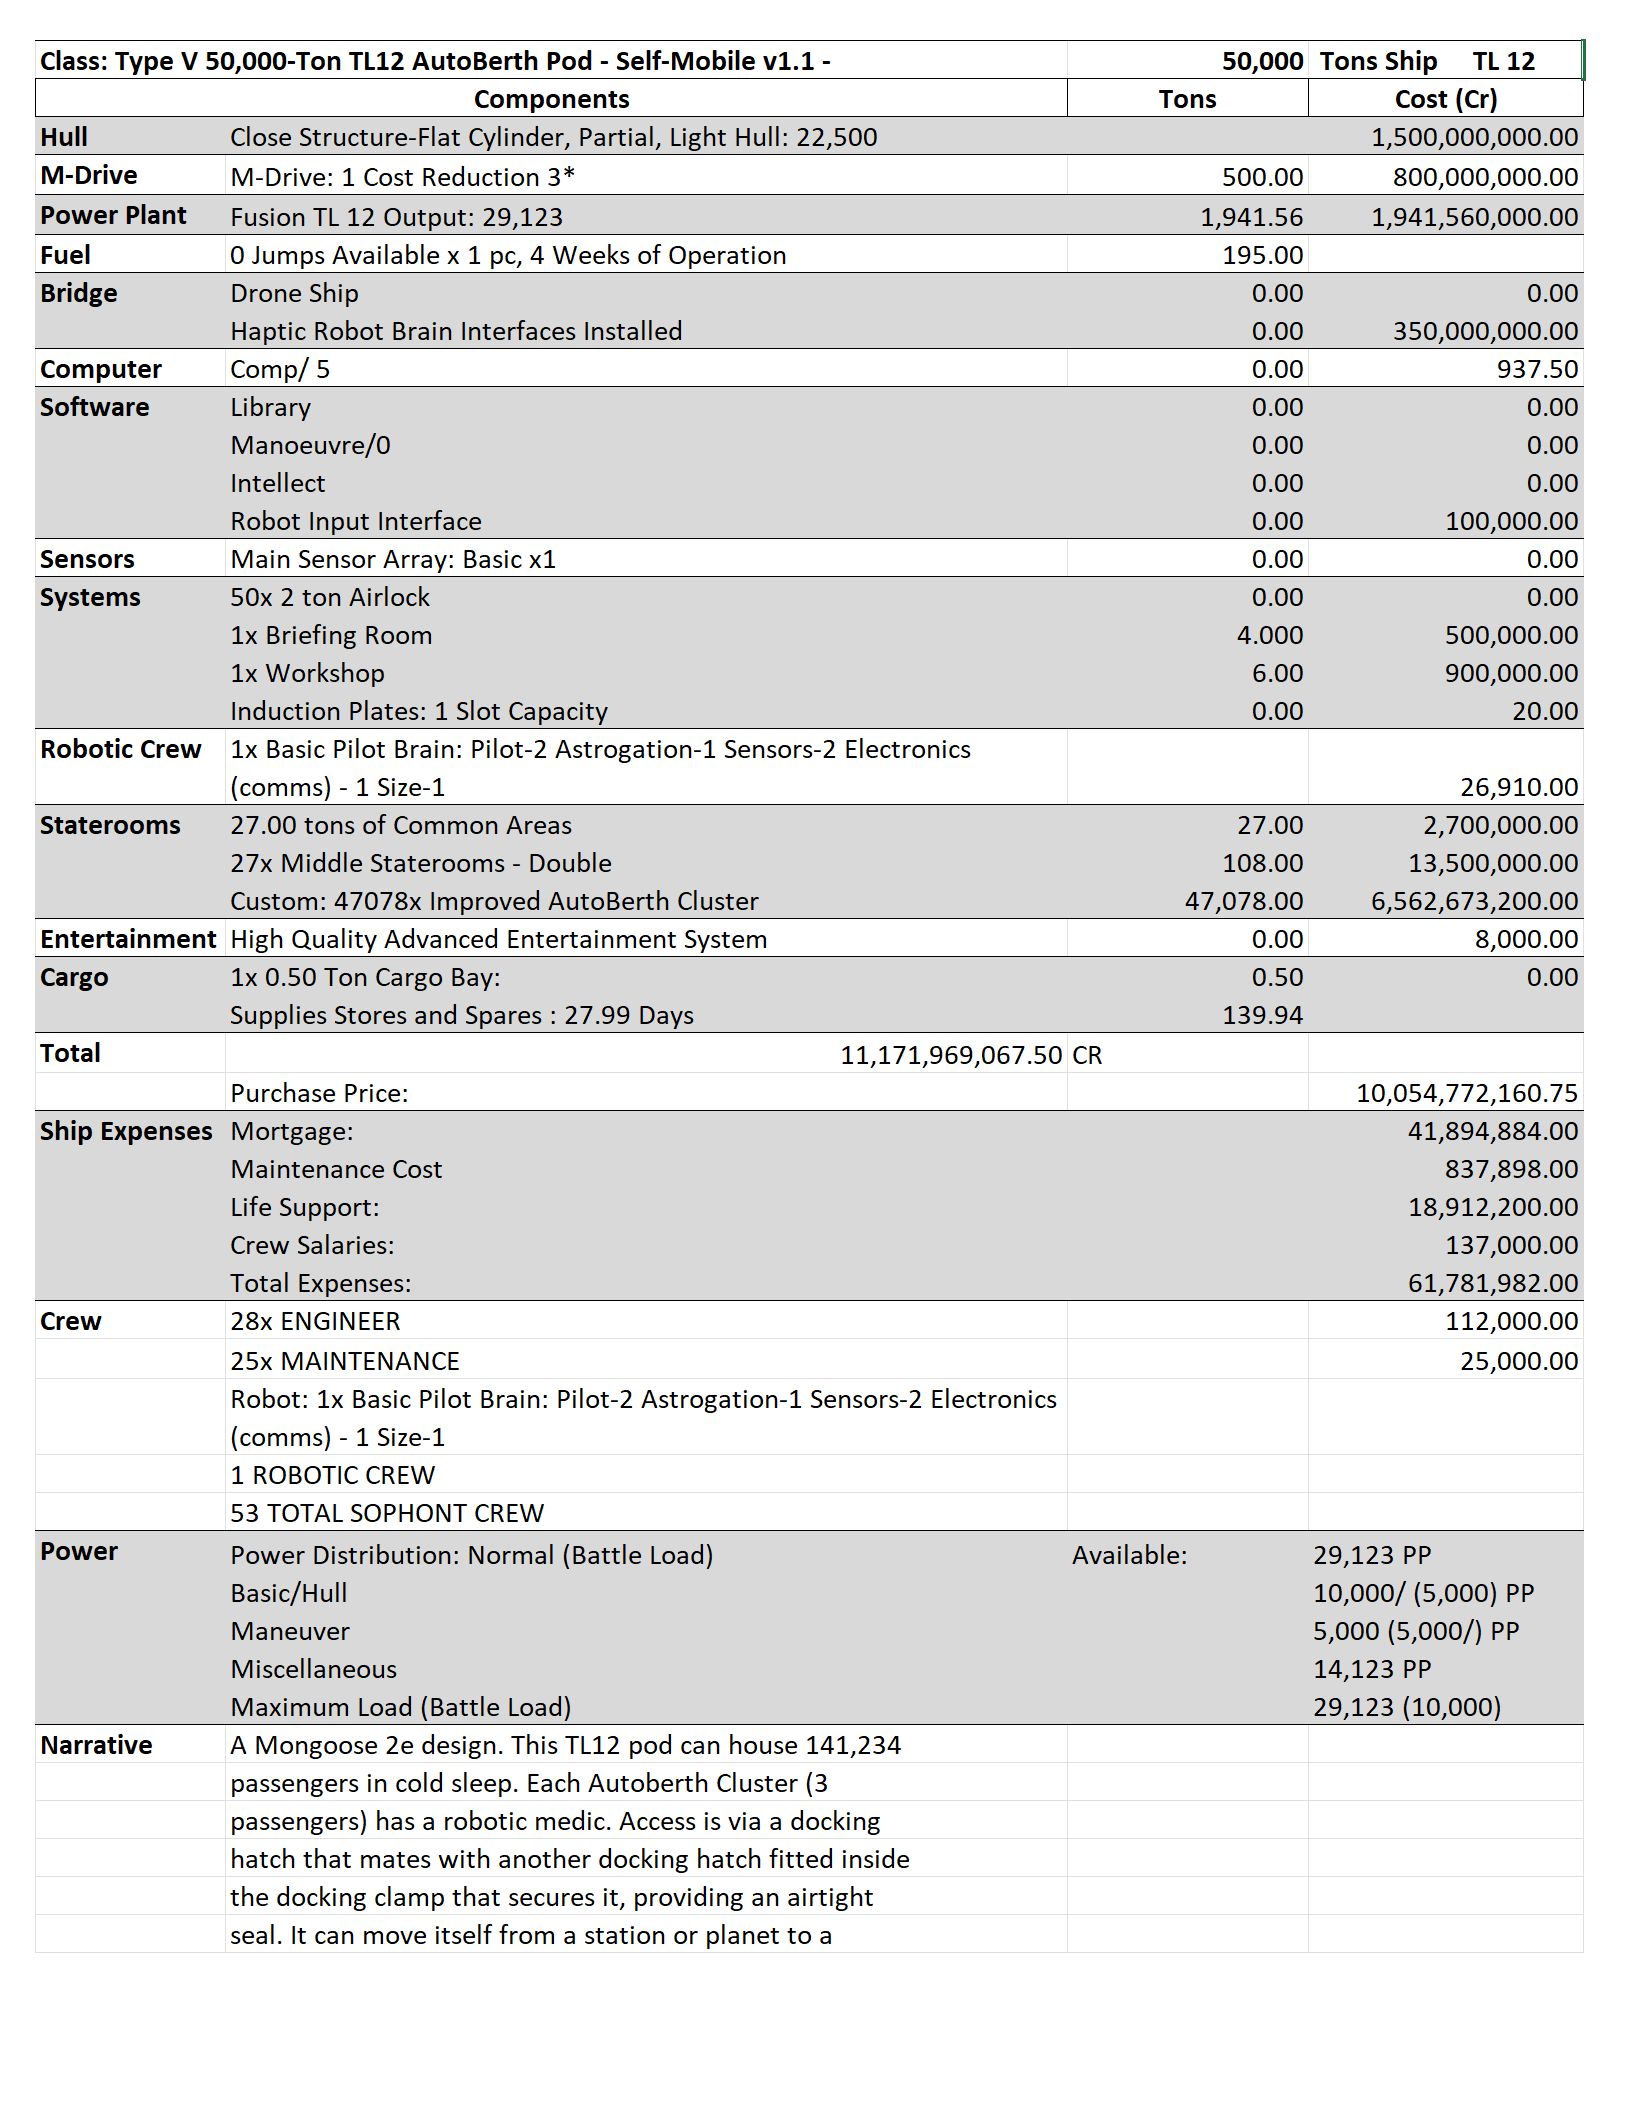 Class: Type V 50,000-Ton TL12 AutoBerth Pod - Self-Mobile v1.1 - 50,000 Tons Ship TL 12
Components Tons Cost (Cr)
Hull Close Structure-Flat Cylinder, Partial, Light Hull: 22,500 1,500,000,000.00
M-Drive M-Drive: 1 Cost Reduction 3* 500.00 800,000,000.00
Power Plant Fusion TL 12 Output: 29,123 1,941.56 1,941,560,000.00
Fuel 0 Jumps Available x 1 pc, 4 Weeks of Operation 195.00
Bridge Drone Ship 0.00 0.00
Haptic Robot Brain Interfaces Installed 0.00 350,000,000.00
Computer Comp/ 5 0.00 937.50
Software Library 0.00 0.00
Manoeuvre/0 0.00 0.00
Intellect 0.00 0.00
Robot Input Interface 0.00 100,000.00
Sensors Main Sensor Array: Basic x1 0.00 0.00
Systems 50x 2 ton Airlock 0.00 0.00
1x Briefing Room 4.000 500,000.00
1x Workshop 6.00 900,000.00
Induction Plates: 1 Slot Capacity 0.00 20.00
Robotic Crew 1x Basic Pilot Brain: Pilot-2 Astrogation-1 Sensors-2 Electronics
(comms) - 1 Size-1 26,910.00
Staterooms 27.00 tons of Common Areas 27.00 2,700,000.00
27x Middle Staterooms - Double 108.00 13,500,000.00
Custom: 47078x Improved AutoBerth Cluster 47,078.00 6,562,673,200.00
Entertainment High Quality Advanced Entertainment System 0.00 8,000.00
Cargo 1x 0.50 Ton Cargo Bay: 0.50 0.00
Supplies Stores and Spares : 27.99 Days 139.94
Total 11,171,969,067.50 CR
Purchase Price: 10,054,772,160.75
Ship Expenses Mortgage: 41,894,884.00
Maintenance Cost 837,898.00
Life Support: 18,912,200.00
Crew Salaries: 137,000.00
Total Expenses: 61,781,982.00
Crew 28x ENGINEER 112,000.00
25x MAINTENANCE 25,000.00
Robot: 1x Basic Pilot Brain: Pilot-2 Astrogation-1 Sensors-2 Electronics
(comms) - 1 Size-1
1 ROBOTIC CREW
53 TOTAL SOPHONT CREW
Power Power Distribution: Normal (Battle Load) Available: 29,123 PP
Basic/Hull 10,000/ (5,000) PP
Maneuver 5,000 (5,000/) PP
Miscellaneous 14,123 PP
Maximum Load (Battle Load) 29,123 (10,000)
Narrative A Mongoose 2e design. This TL12 pod can house 141,234
passengers in cold sleep. Each Autoberth Cluster (3
passengers) has a robotic medic. Access is via a docking
hatch that mates with another docking hatch fitted inside
the docking clamp that secures it, providing an airtight
seal. It can move itself from a station or planet to a